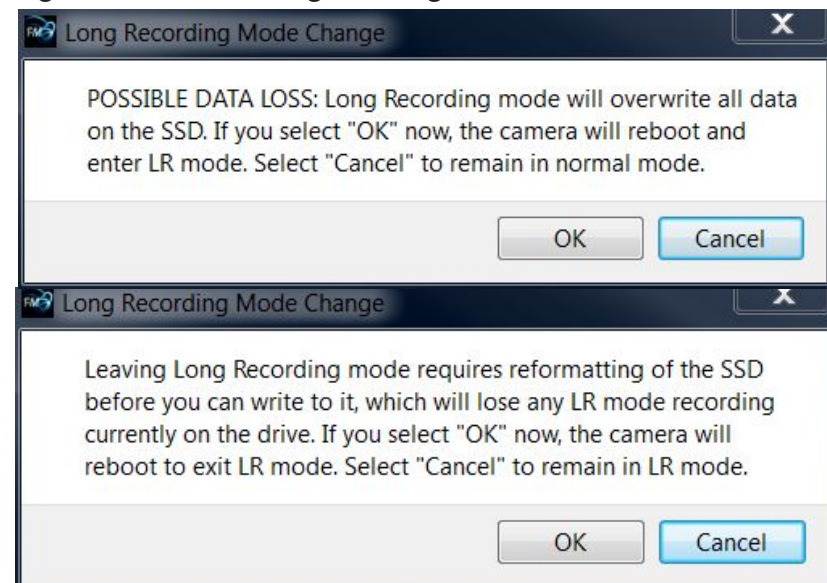 Long Recording Mode Change
X
POSSIBLE DATA LOSS: Long Recording mode will overwrite all data
on the SSD. If you select "OK" now, the camera will reboot and
enter LR mode. Select "Cancel" to remain in normal mode.
OK
Cancel
Long Recording Mode Change
X
Leaving Long Recording mode requires reformatting of the SSD
before you can write to it, which will lose any LR mode recording
currently on the drive. If you select "OK" now, the camera will
reboot to exit LR mode. Select "Cancel" to remain in LR mode.
OK
Cancel